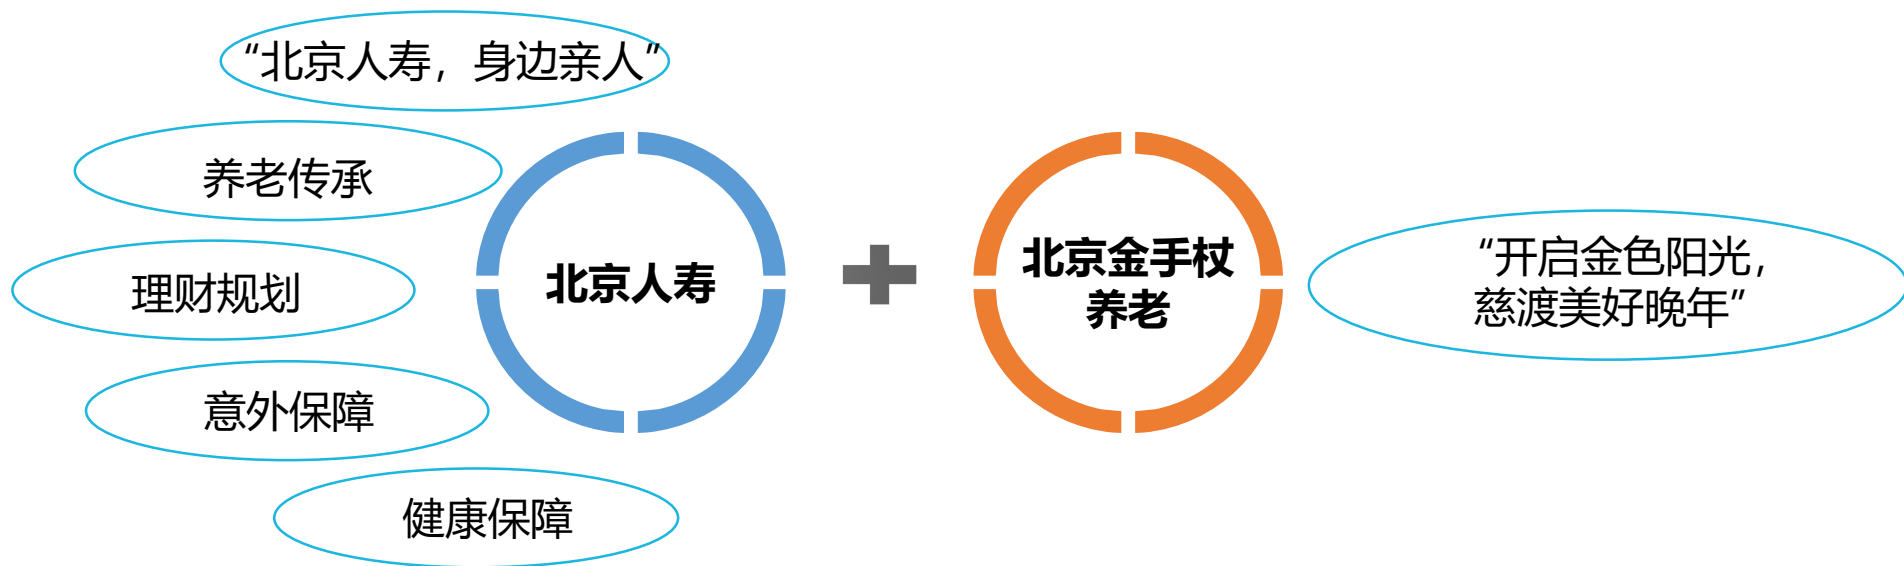 “北京人寿，身边亲人”
养老传承
理财规划
意外保障
健康保障
北京人寿
北京金手杖
养老
“开启金色阳光，
慈渡美好晚年”